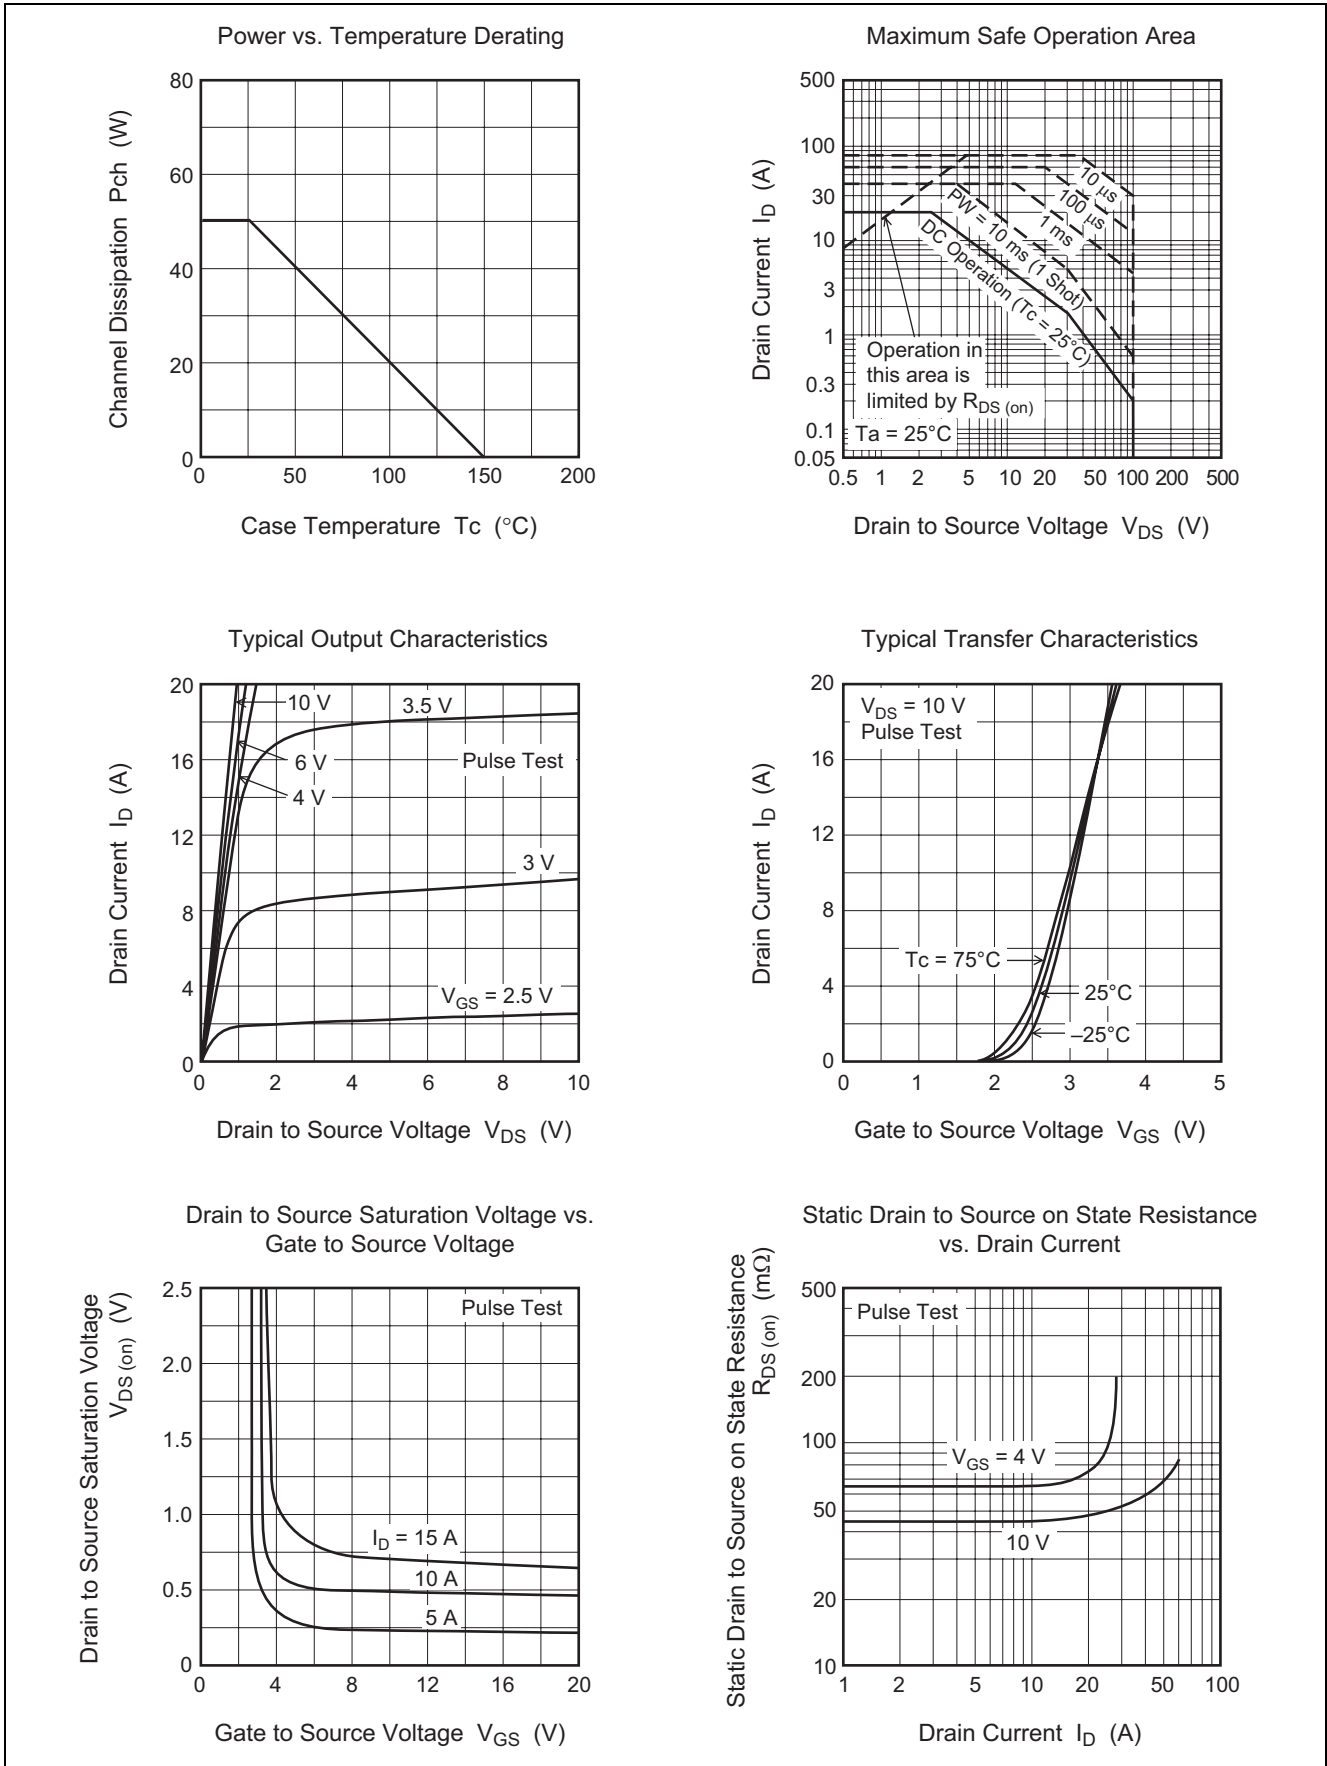 Power vs. Temperature Derating
80
60
40
20
0
0 50 100 150 200
Channel Dissipation Pch (W)
Case Temperature Tc (°C)
Maximum Safe Operation Area
500
100
30
10
3
1
0.3
0.1
0.05
0.5 1 2 5 10 20 50 100 200 500
Drain Current ID (A)
10 µs
100 µs
1 ms
PW = 10 ms (1 Shot)
DC Operation (Tc = 25°C)
Operation in
this area is
limited by RDS (on)
Ta = 25°C
Drain to Source Voltage VDS (V)
Typical Output Characteristics
20
16
12
8
4
0
0 2 4 6 8 10
Drain Current ID (A)
10 V
6 V
4 V
3.5 V
Pulse Test
3 V
VGS = 2.5 V
Drain to Source Voltage VDS (V)
Typical Transfer Characteristics
20
16
12
8
4
0
0 1 2 3 4 5
Drain Current ID (A)
VDS = 10 V
Pulse Test
Tc = 75°C
25°C
–25°C
Gate to Source Voltage VGS (V)
Drain to Source Saturation Voltage vs.
Gate to Source Voltage
2.5
2.0
1.5
1.0
0.5
0
0 4 8 12 16 20
Drain to Source Saturation Voltage
VDS (on) (V)
Pulse Test
ID = 15 A
10 A
5 A
Gate to Source Voltage VGS (V)
Static Drain to Source on State Resistance
vs. Drain Current
500
200
100
50
20
10
1 2 5 10 20 50 100
Static Drain to Source on State Resistance
RDS (on) (mΩ)
Pulse Test
VGS = 4 V
10 V
Drain Current ID (A)